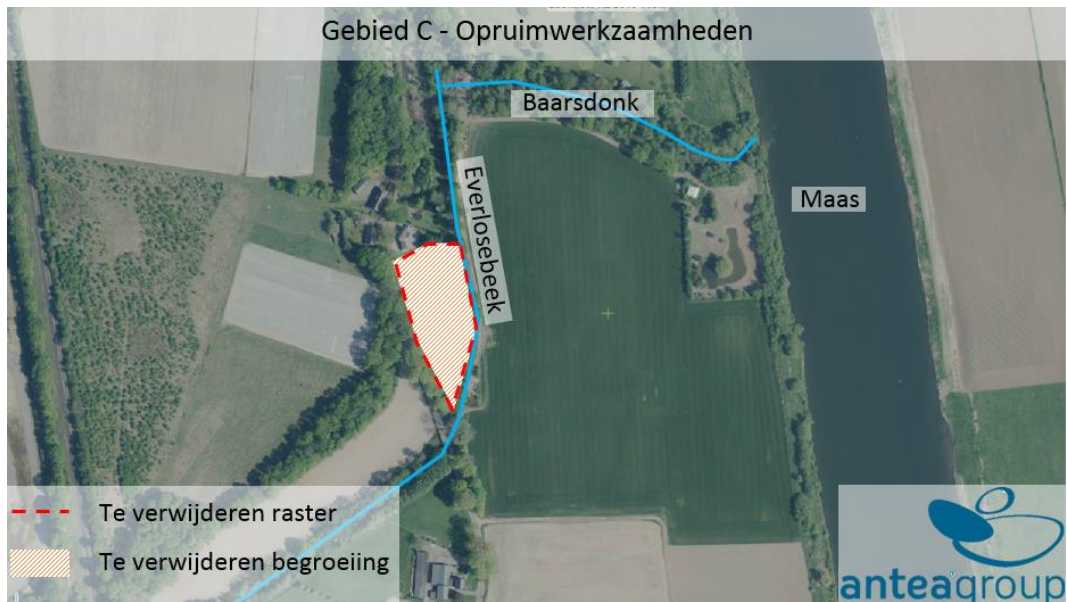 Gebied C - Opruimwerkzaamheden
Baarsdonk
Everlosebeek
Maas
Te verwijderen raster
Te verwijderen begroeiing
anteagroup